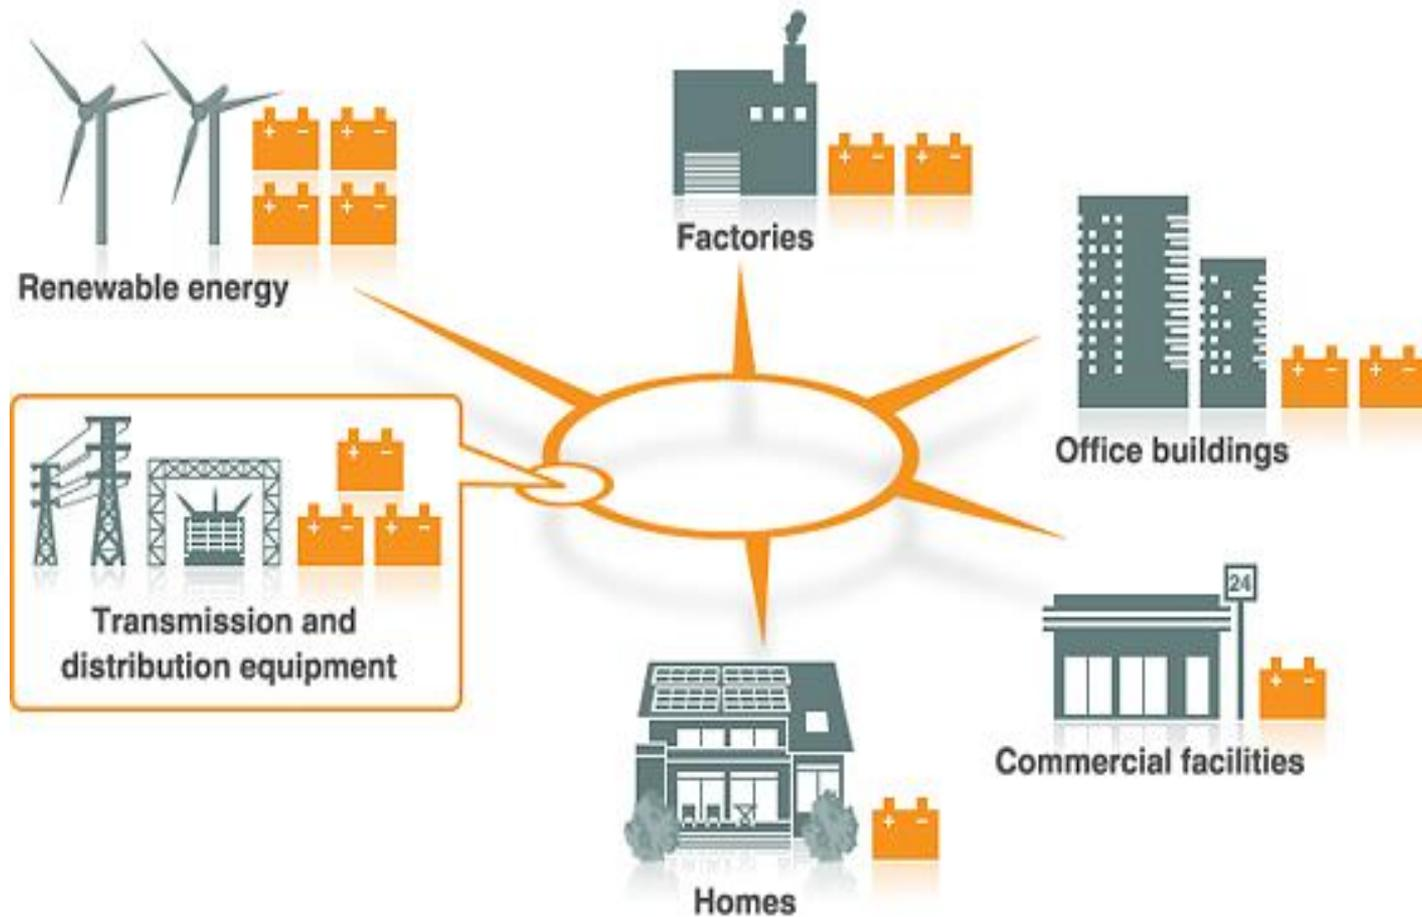 Factories
Renewable energy
Office buildings
Transmission and
distribution equipment
24
Commercial facilities
Homes